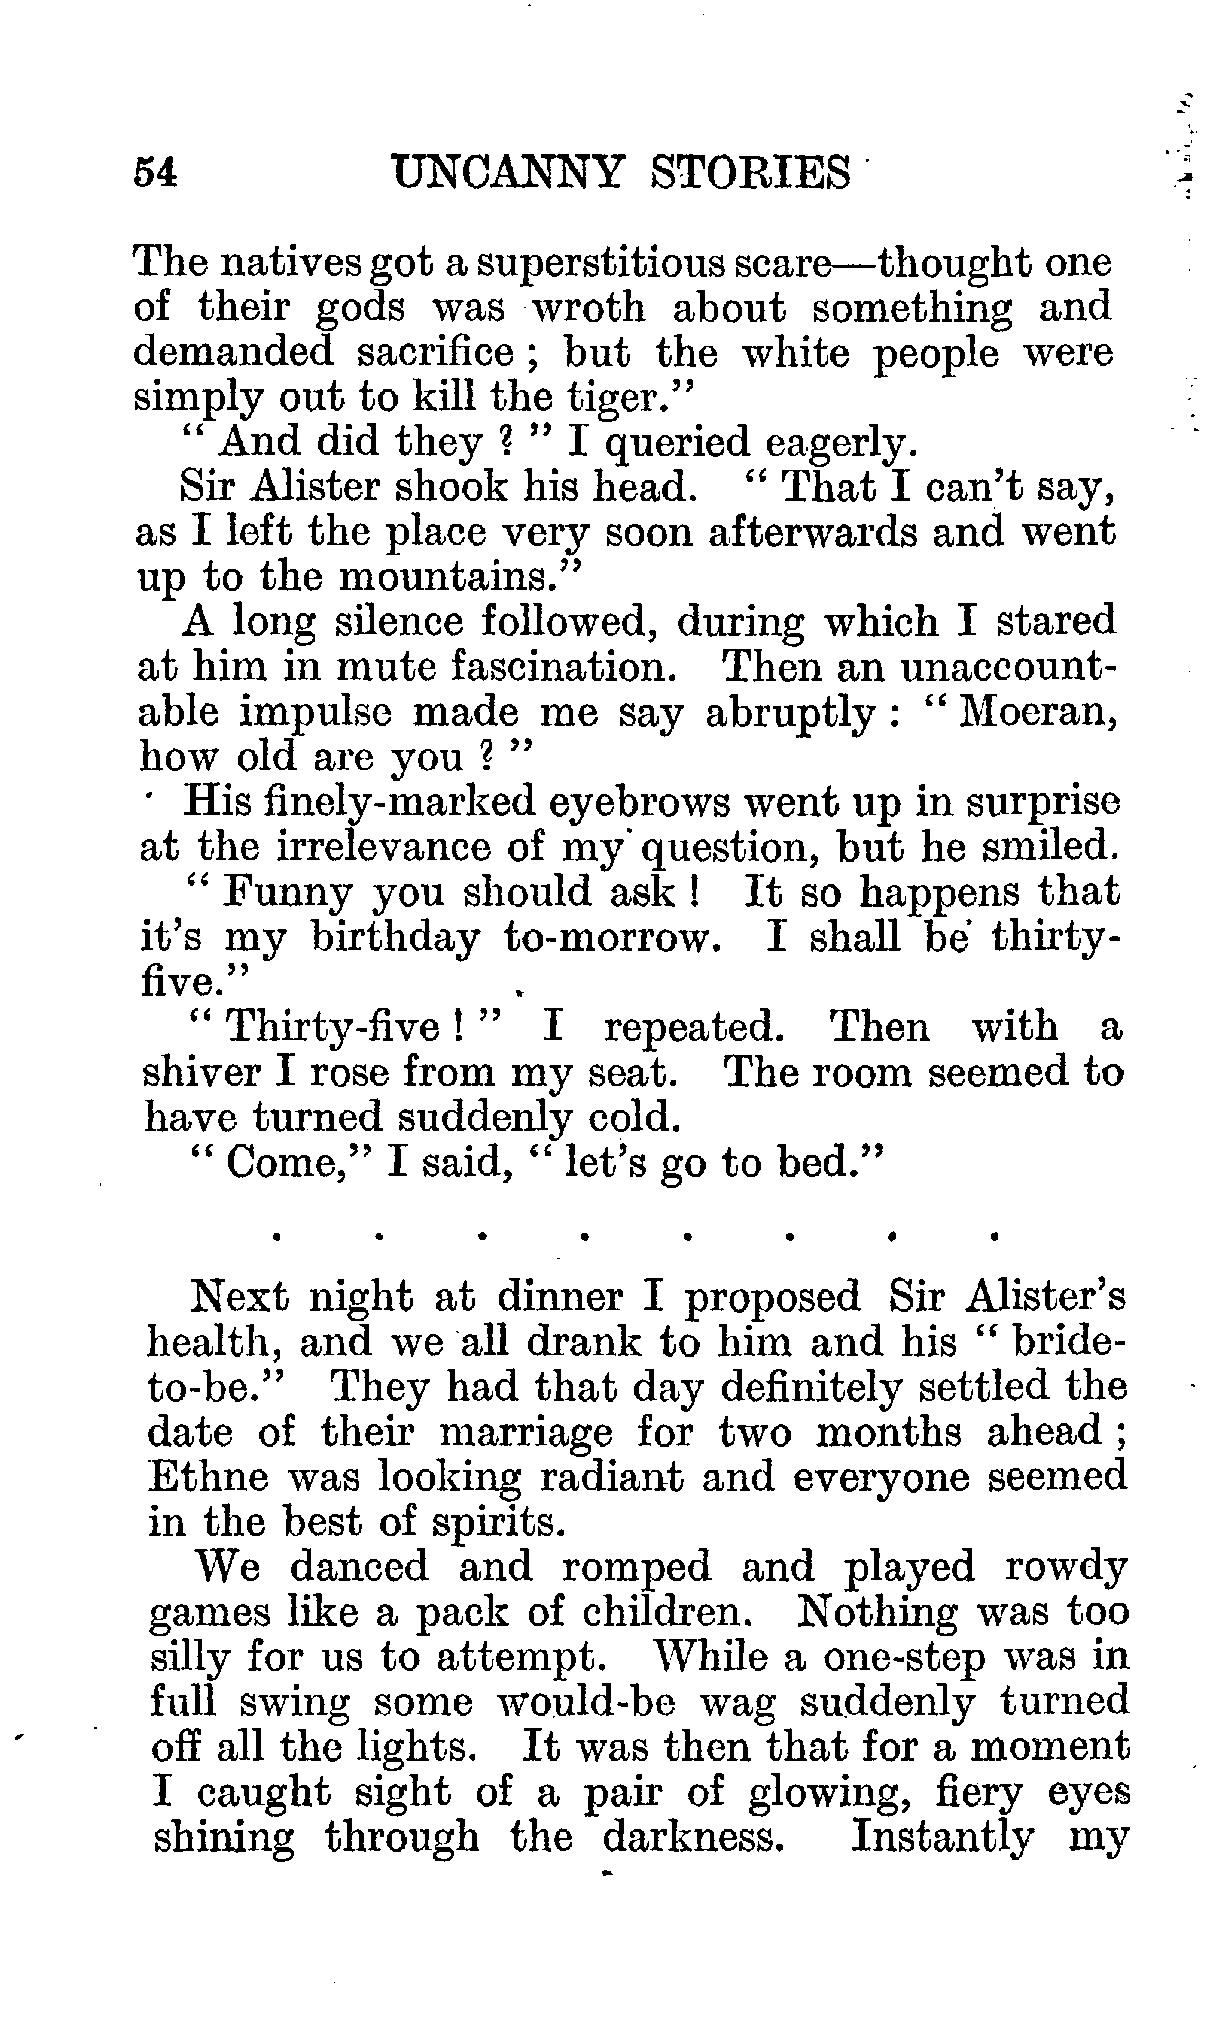 54 UNCANNY STORIES
The natives got a superstitious scare—thought one
of their gods was wroth about something and
demanded sacrifice ; but the white people were
simply out to kill the tiger.”
“ And did they ? ” I queried eagerly.
Sir Alister shook his head. “ That I can’t say,
as I left the place very soon afterwards and went
up to the mountains.”
A long silence followed, during which I stared
at him in mute fascination. Then an unaccount-
able impulse made me say abruptly : “ Moeran,
how old are you ? ”
His finely-marked eyebrows went up in surprise
at the irrelevance of my question, but he smiled.
“ Funny you should ask ! It so happens that
it’s my birthday to-morrow. I shall be thirty-
five.”
“ Thirty-five ! ” I repeated. Then with a
shiver I rose from my seat. The room seemed to
have turned suddenly cold.
“ Come,” I said, “ let’s go to bed.”
. . . . . . . .
Next night at dinner I proposed Sir Alister’s
health, and we all drank to him and his “ bride-
to-be.” They had that day definitely settled the
date of their marriage for two months ahead ;
Ethne was looking radiant and everyone seemed
in the best of spirits.
We danced and romped and played rowdy
games like a pack of children. Nothing was too
silly for us to attempt. While a one-step was in
full swing some would-be wag suddenly turned
off all the lights. It was then that for a moment
I caught sight of a pair of glowing, fiery eyes
shining through the darkness. Instantly my